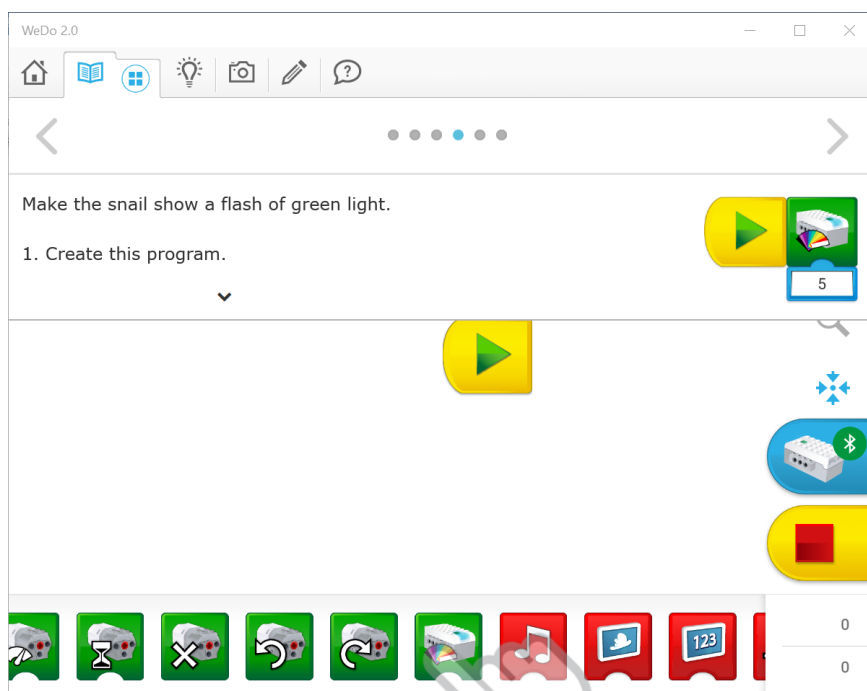 WeDo 2.0
Make the snail show a flash of green light.
1. Create this program.
5
123
0
0